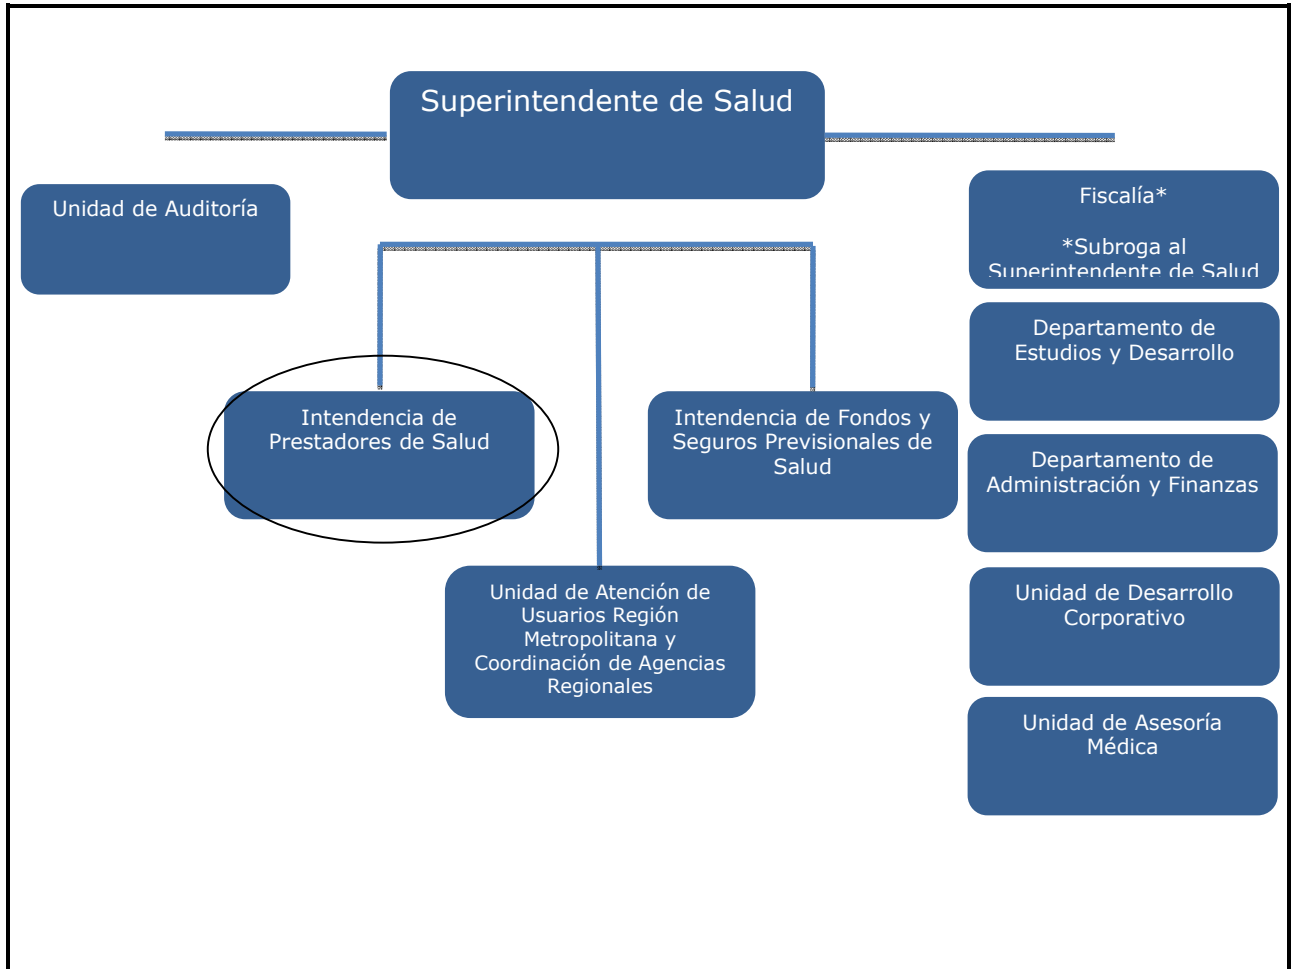 Superintendente de Salud
Unidad de Auditoría
Fiscalía*
*Subroga al
Superintendente de Salud
Departamento de
Estudios y Desarrollo
Intendencia de
Prestadores de Salud
Intendencia de Fondos y
Seguros Previsionales de
Salud
Departamento de
Administración y Finanzas
Unidad de Atención de
Usuarios Región
Metropolitana y
Coordinación de Agencias
Regionales
Unidad de Desarrollo
Corporativo
Unidad de Asesoría
Médica